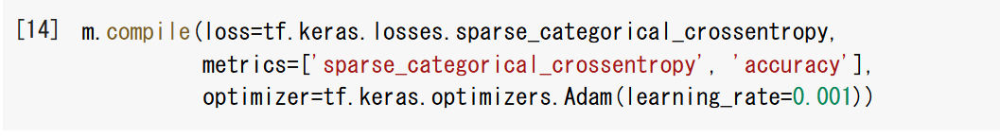 [14] m.compile(loss=tf.keras.losses.sparse_categorical_crossentropy,
metrics=['sparse_categorical_crossentropy', 'accuracy'],
optimizer=tf.keras.optimizers.Adam(learning_rate=0.001))